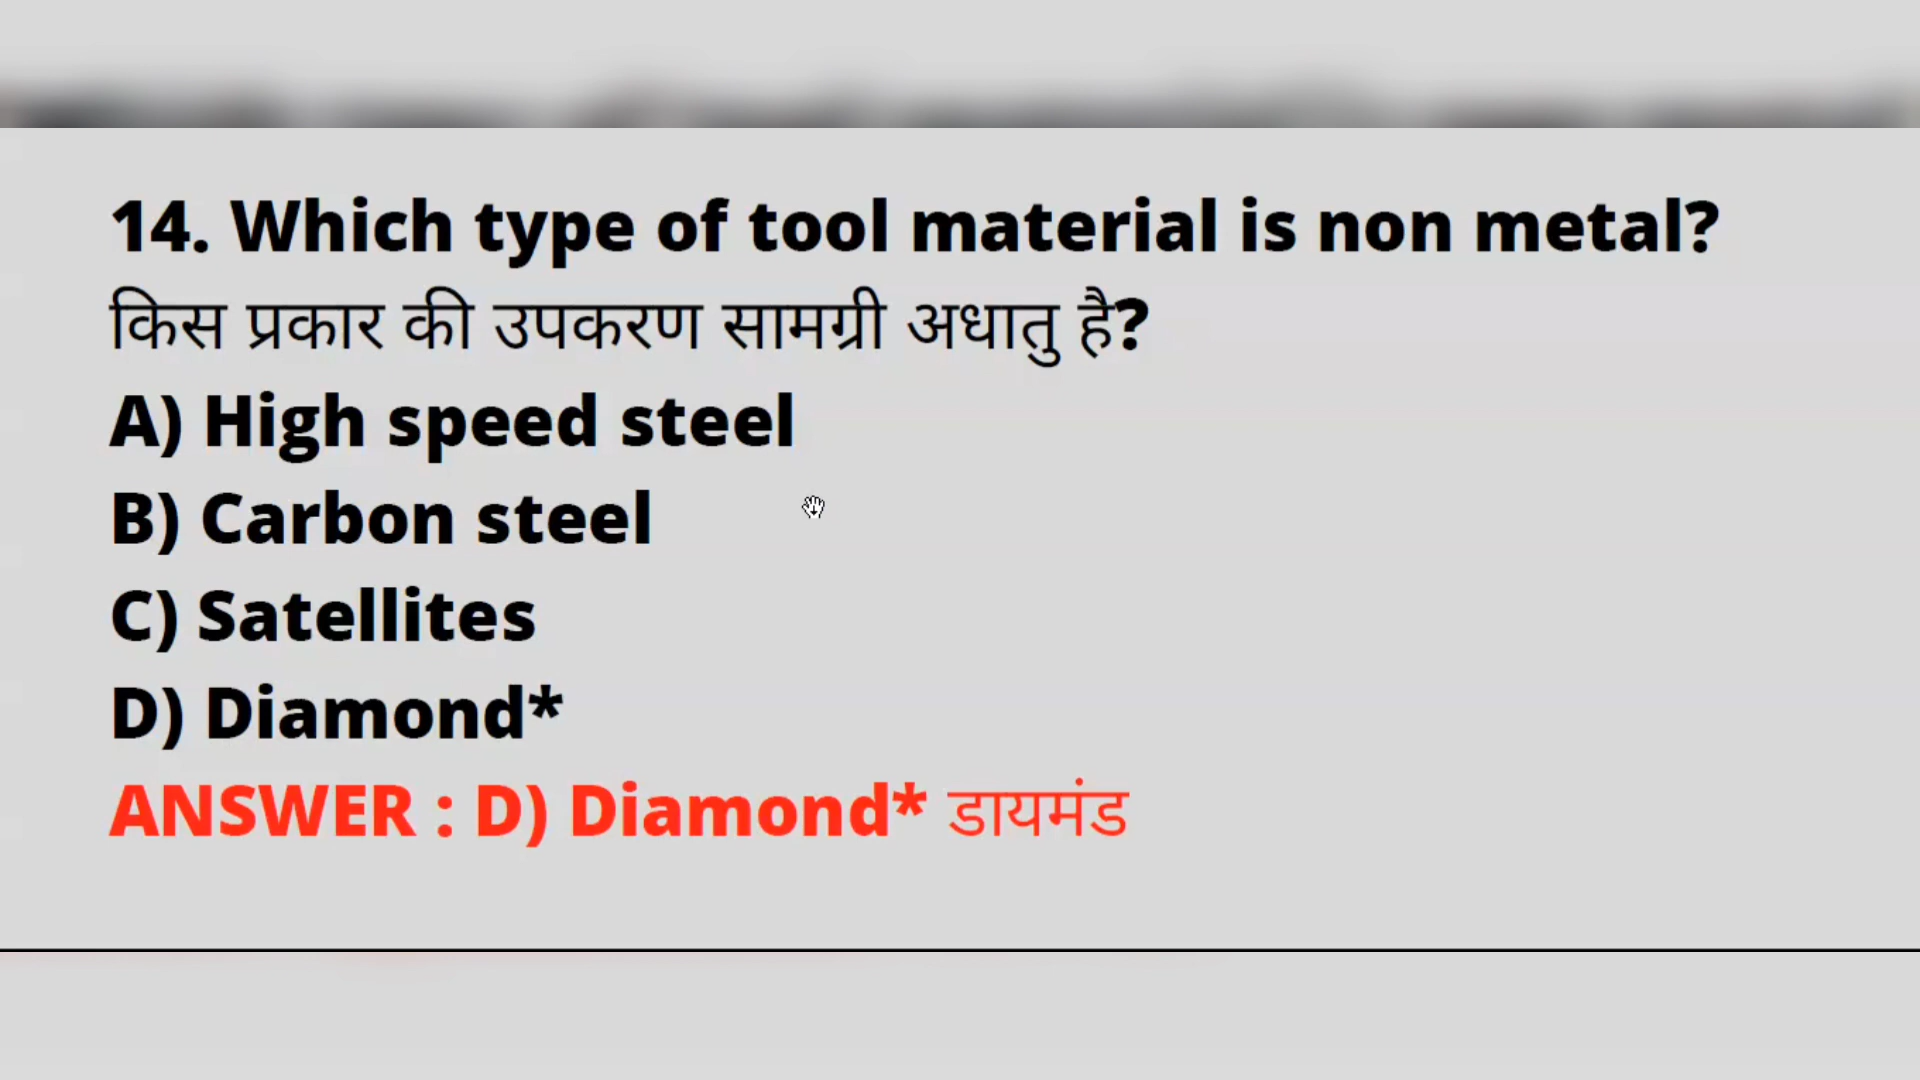 14. Which type of tool material is non metal?
किस प्रकार की उपकरण सामग्री अधातु है?
A) High speed steel
B) Carbon steel
C) Satellites
D) Diamond*
ANSWER : D) Diamond* डायमंड